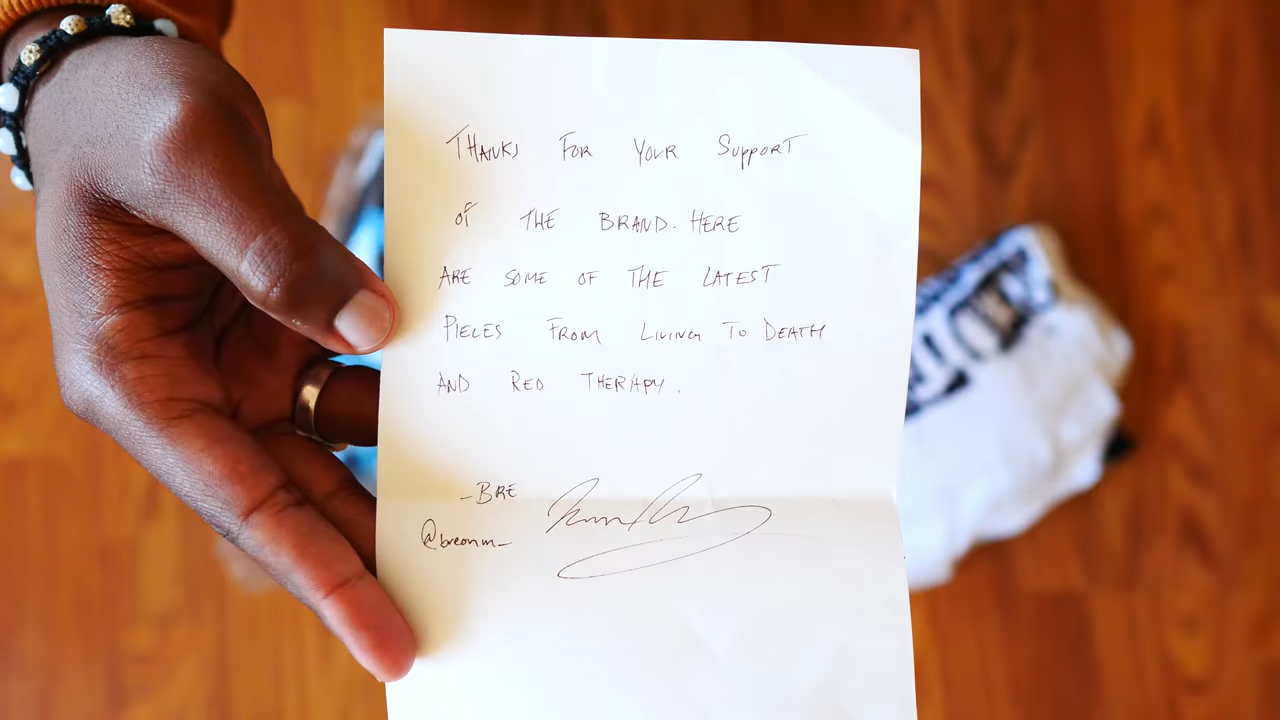 THANKS FOR YOUR SUPPORT
OF THE BRAND. HERE
ARE SOME OF THE LATEST
PIECES FROM LIVING TO DEATH
AND RED THERAPY.
-BRE
@breonm_